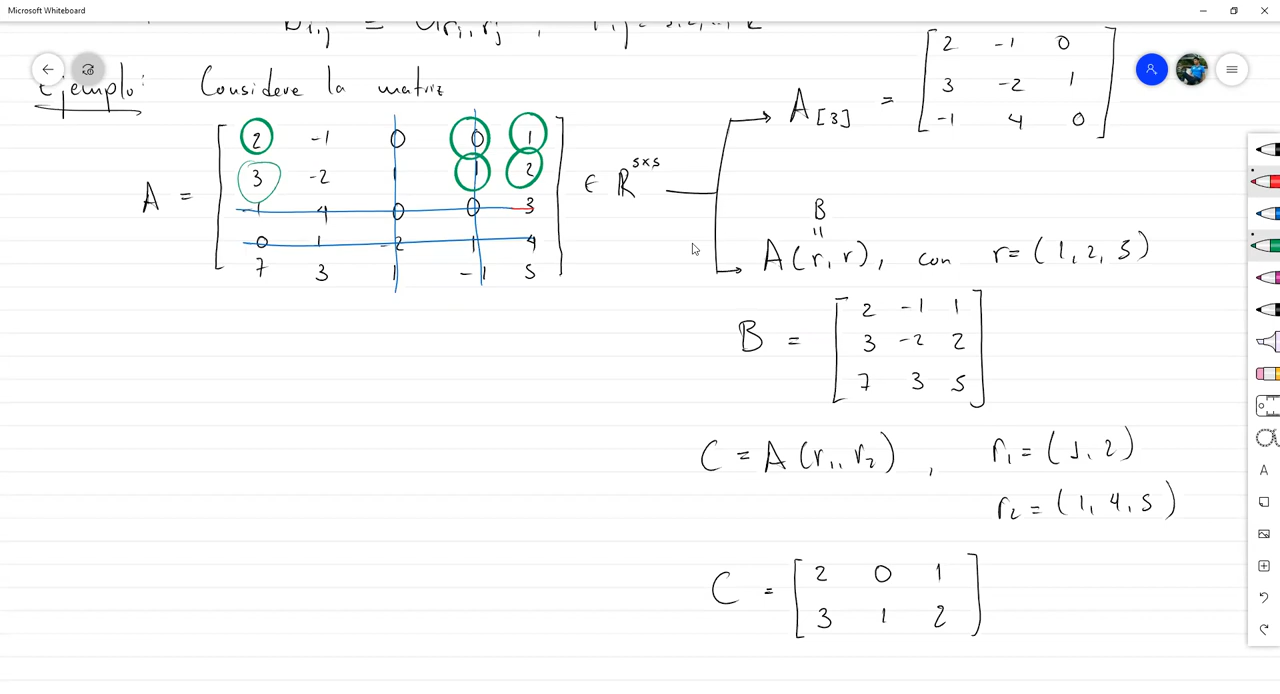 Microsoft Whiteboard
Ejemplo: Considere la matriz
A = [ 2 -1 0 0 1
3 -2 1 1 2
-1 4 0 0 3
0 1 -2 1 4
7 3 1 -1 5 ] ∈ R^5x5
A[3] = [ 2 -1 0
3 -2 1
-1 4 0 ]
B
=
A(r, r), con r = (1, 2, 5)
B = [ 2 -1 1
3 -2 2
7 3 5 ]
C = A(r₁, r₂), r₁ = (1, 2)
r₂ = (1, 4, 5)
C = [ 2 0 1
3 1 2 ]
A